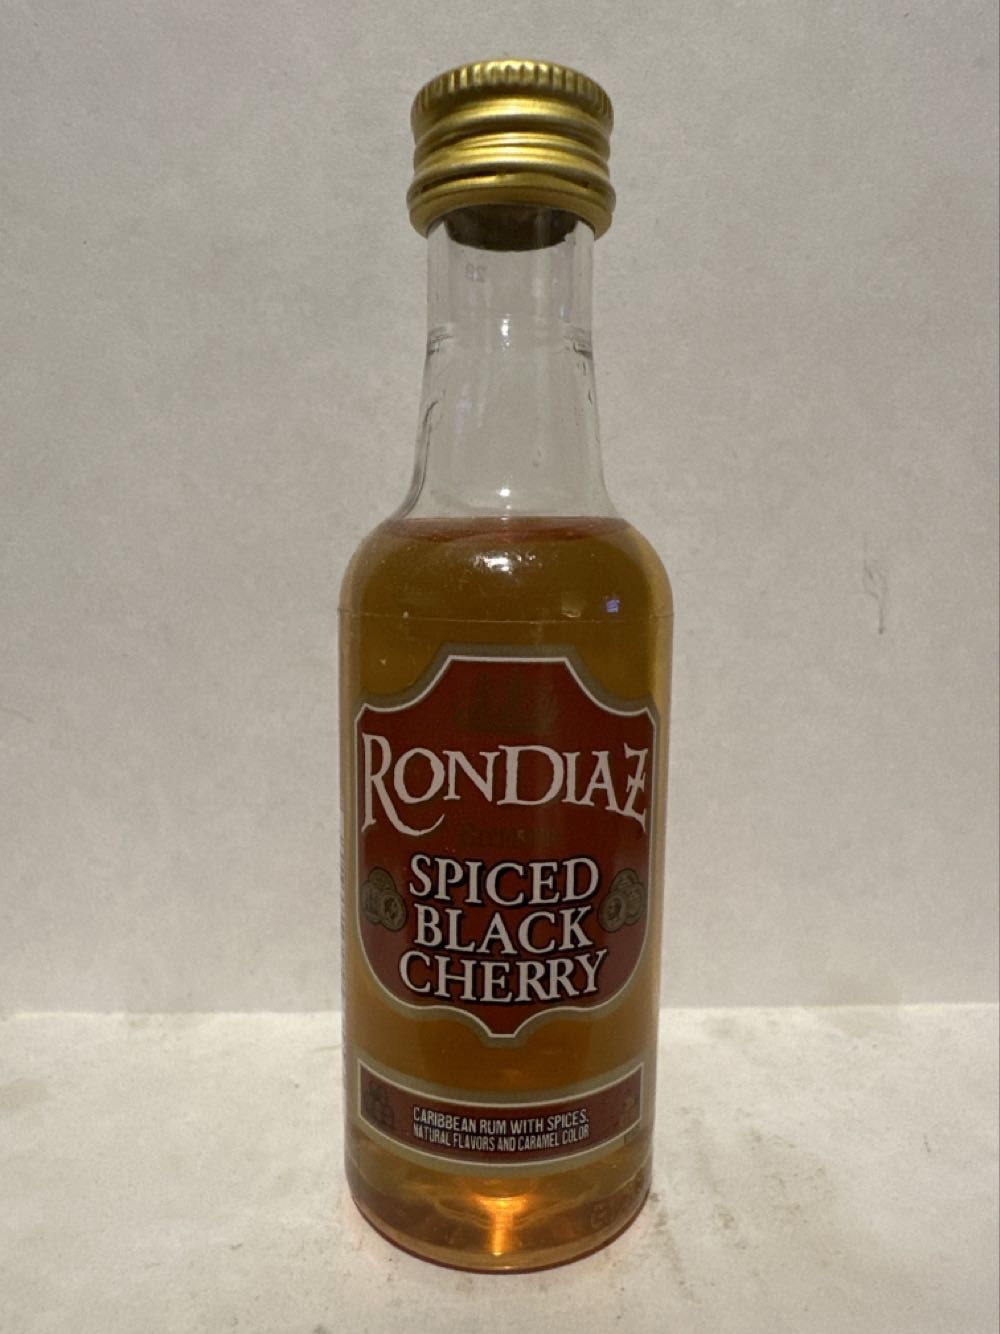 RONDIAZ
SPICED
BLACK
CHERRY
CARIBBEAN RUM WITH SPICES,
NATURAL FLAVORS AND CARAMEL COLOR